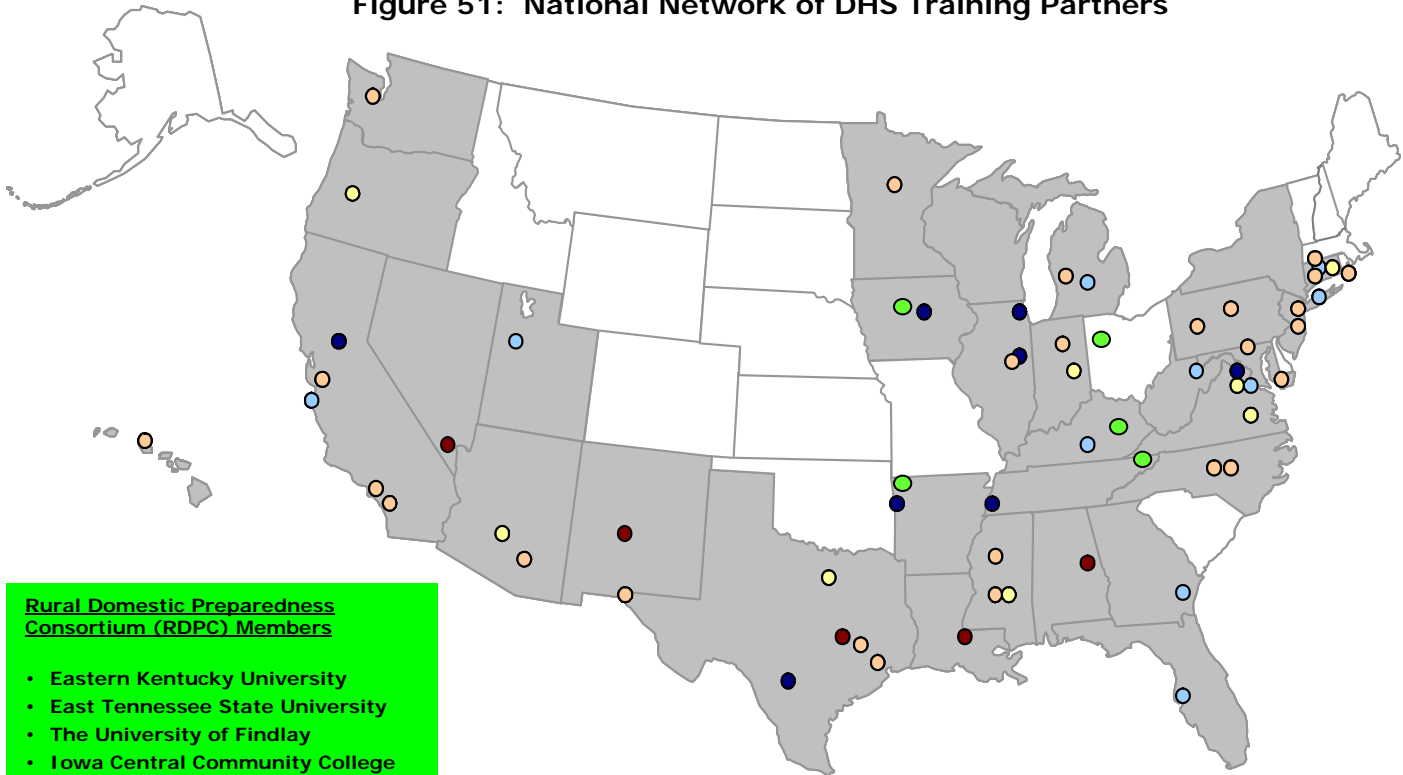 Figure 51: National Network of DHS Training Partners
Rural Domestic Preparedness
Consortium (RDPC) Members
• Eastern Kentucky University
• East Tennessee State University
• The University of Findlay
• Iowa Central Community College